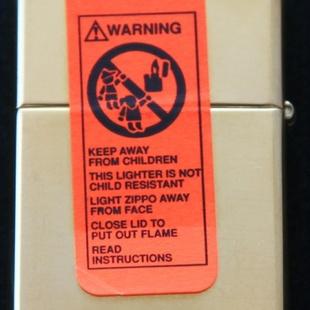 WARNING
KEEP AWAY
FROM CHILDREN
THIS LIGHTER IS NOT
CHILD RESISTANT
LIGHT ZIPPO AWAY
FROM FACE
CLOSE LID TO
PUT OUT FLAME
READ
INSTRUCTIONS